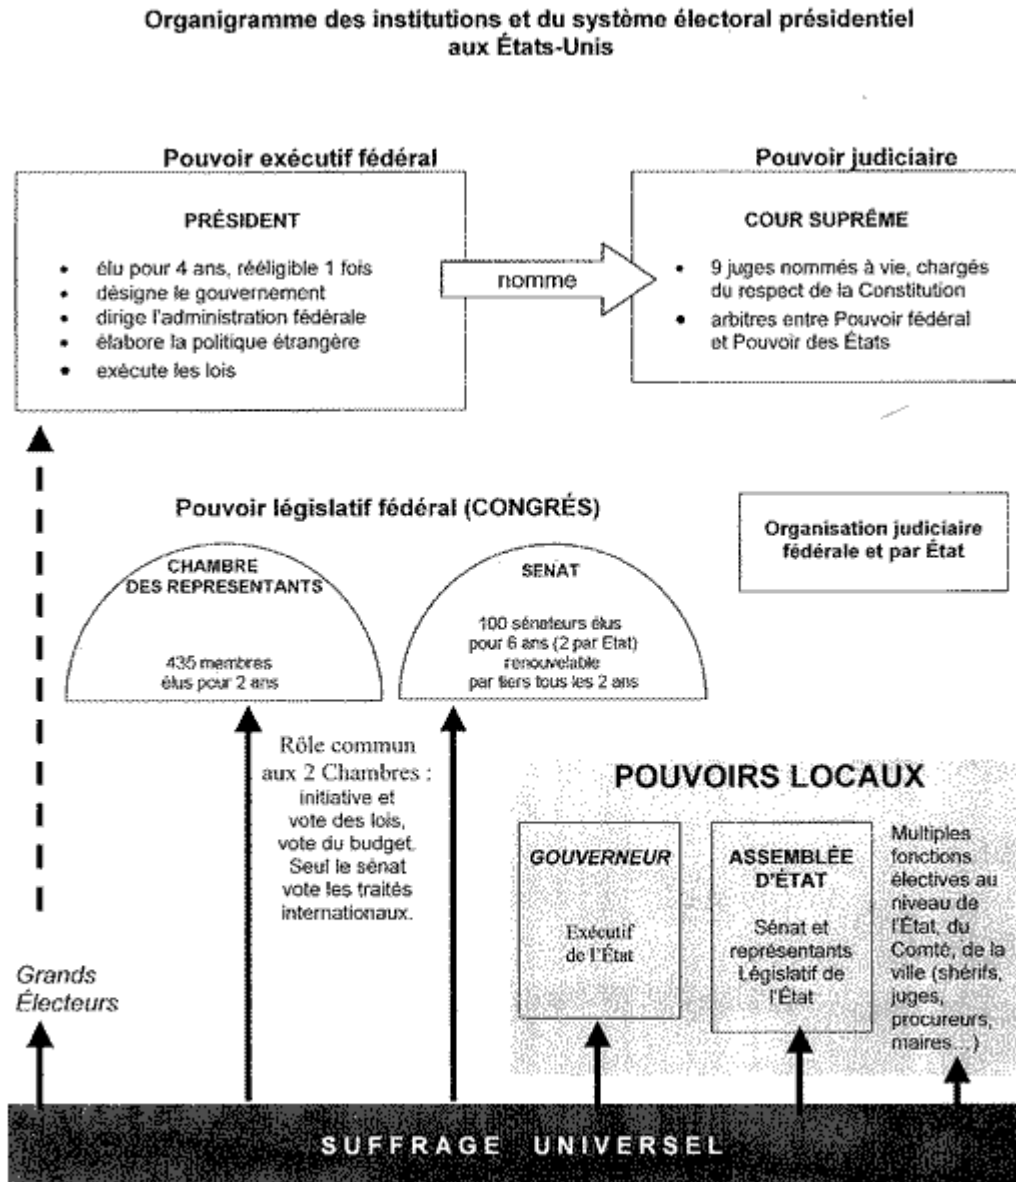 Organigramme des institutions et du système électoral présidentiel
aux États-Unis
Pouvoir exécutif fédéral
PRÉSIDENT
• élu pour 4 ans, rééligible 1 fois
• désigne le gouvernement
• dirige l'administration fédérale
• élabore la politique étrangère
• exécute les lois
nomme
Pouvoir judiciaire
COUR SUPRÊME
• 9 juges nommés à vie, chargés
du respect de la Constitution
• arbitres entre Pouvoir fédéral
et Pouvoir des États
Pouvoir législatif fédéral (CONGRÉS)
CHAMBRE
DES REPRESENTANTS
435 membres
élus pour 2 ans
SENAT
100 sénateurs élus
pour 6 ans (2 par Etat)
renouvelable
par tiers tous les 2 ans
Organisation judiciaire
fédérale et par État
Rôle commun
aux 2 Chambres :
initiative et
vote des lois,
vote du budget.
Seul le sénat
vote les traités
internationaux.
POUVOIRS LOCAUX
GOUVERNEUR
Exécutif
de l'État
ASSEMBLÉE
D'ÉTAT
Sénat et
représentants
Législatif de
l'État
Multiples
fonctions
électives au
niveau de
l'État, du
Comté, de la
ville (shérifs,
juges,
procureurs,
maires...)
Grands
Électeurs
SUFFRAGE UNIVERSEL